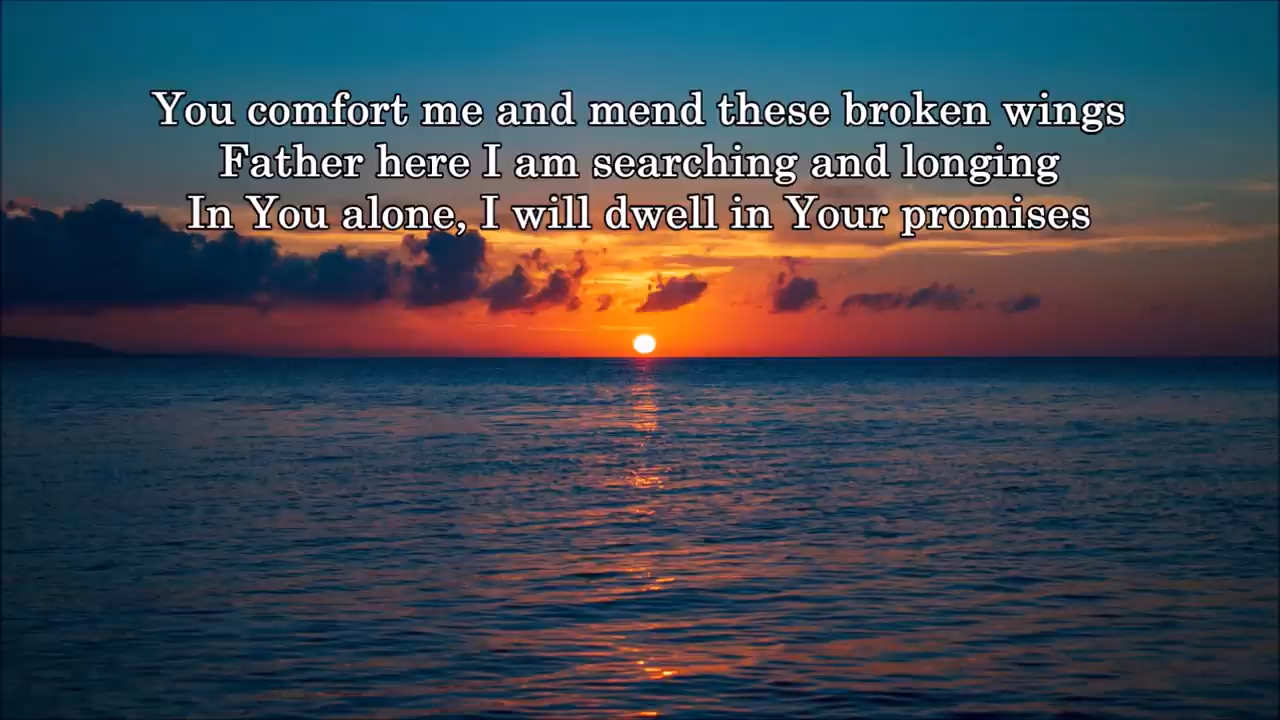 You comfort me and mend these broken wings
Father here I am searching and longing
In You alone, I will dwell in Your promises